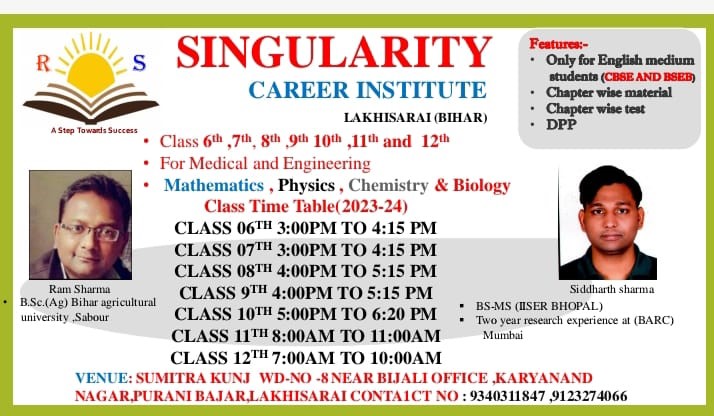 R S
A Step Towards Success
SINGULARITY
CAREER INSTITUTE
LAKHISARAI (BIHAR)
Features:-
• Only for English medium
students (CBSE AND BSEB)
• Chapter wise material
• Chapter wise test
• DPP
• Class 6th ,7th, 8th ,9th 10th ,11th and 12th
• For Medical and Engineering
• Mathematics , Physics , Chemistry & Biology
Class Time Table(2023-24)
CLASS 06TH 3:00PM TO 4:15 PM
CLASS 07TH 3:00PM TO 4:15 PM
CLASS 08TH 4:00PM TO 5:15 PM
CLASS 9TH 4:00PM TO 5:15 PM
CLASS 10TH 5:00PM TO 6:20 PM
CLASS 11TH 8:00AM TO 11:00AM
CLASS 12TH 7:00AM TO 10:00AM
Ram Sharma
• B.Sc.(Ag) Bihar agricultural
university ,Sabour
Siddharth sharma
▪ BS-MS (IISER BHOPAL)
▪ Two year research experience at (BARC)
Mumbai
VENUE: SUMITRA KUNJ WD-NO -8 NEAR BIJALI OFFICE ,KARYANAND
NAGAR,PURANI BAJAR,LAKHISARAI CONTA1CT NO : 9340311847 ,9123274066